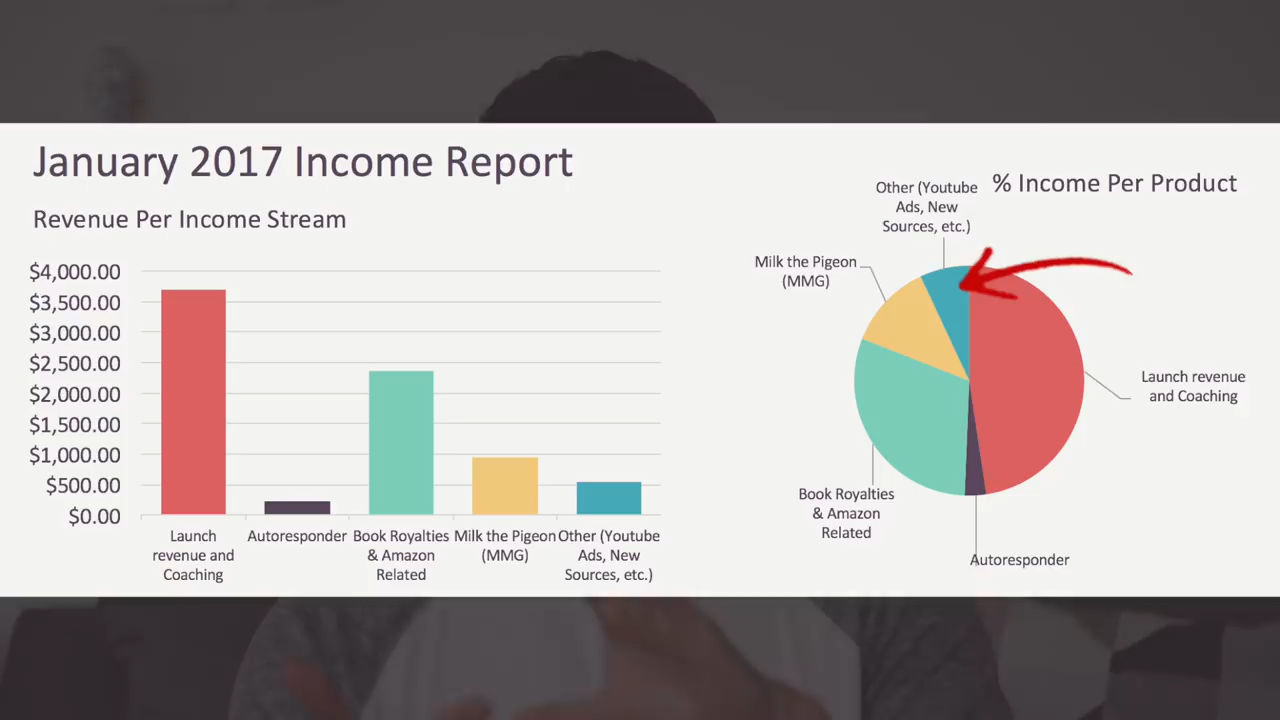 January 2017 Income Report
Revenue Per Income Stream
$4,000.00
$3,500.00
$3,000.00
$2,500.00
$2,000.00
$1,500.00
$1,000.00
$500.00
$0.00
Launch
revenue and
Coaching
Autoresponder
Book Royalties
& Amazon
Related
Milk the Pigeon
(MMG)
Other (Youtube
Ads, New
Sources, etc.)
% Income Per Product
Other (Youtube
Ads, New
Sources, etc.)
Milk the Pigeon
(MMG)
Launch revenue
and Coaching
Book Royalties
& Amazon
Related
Autoresponder